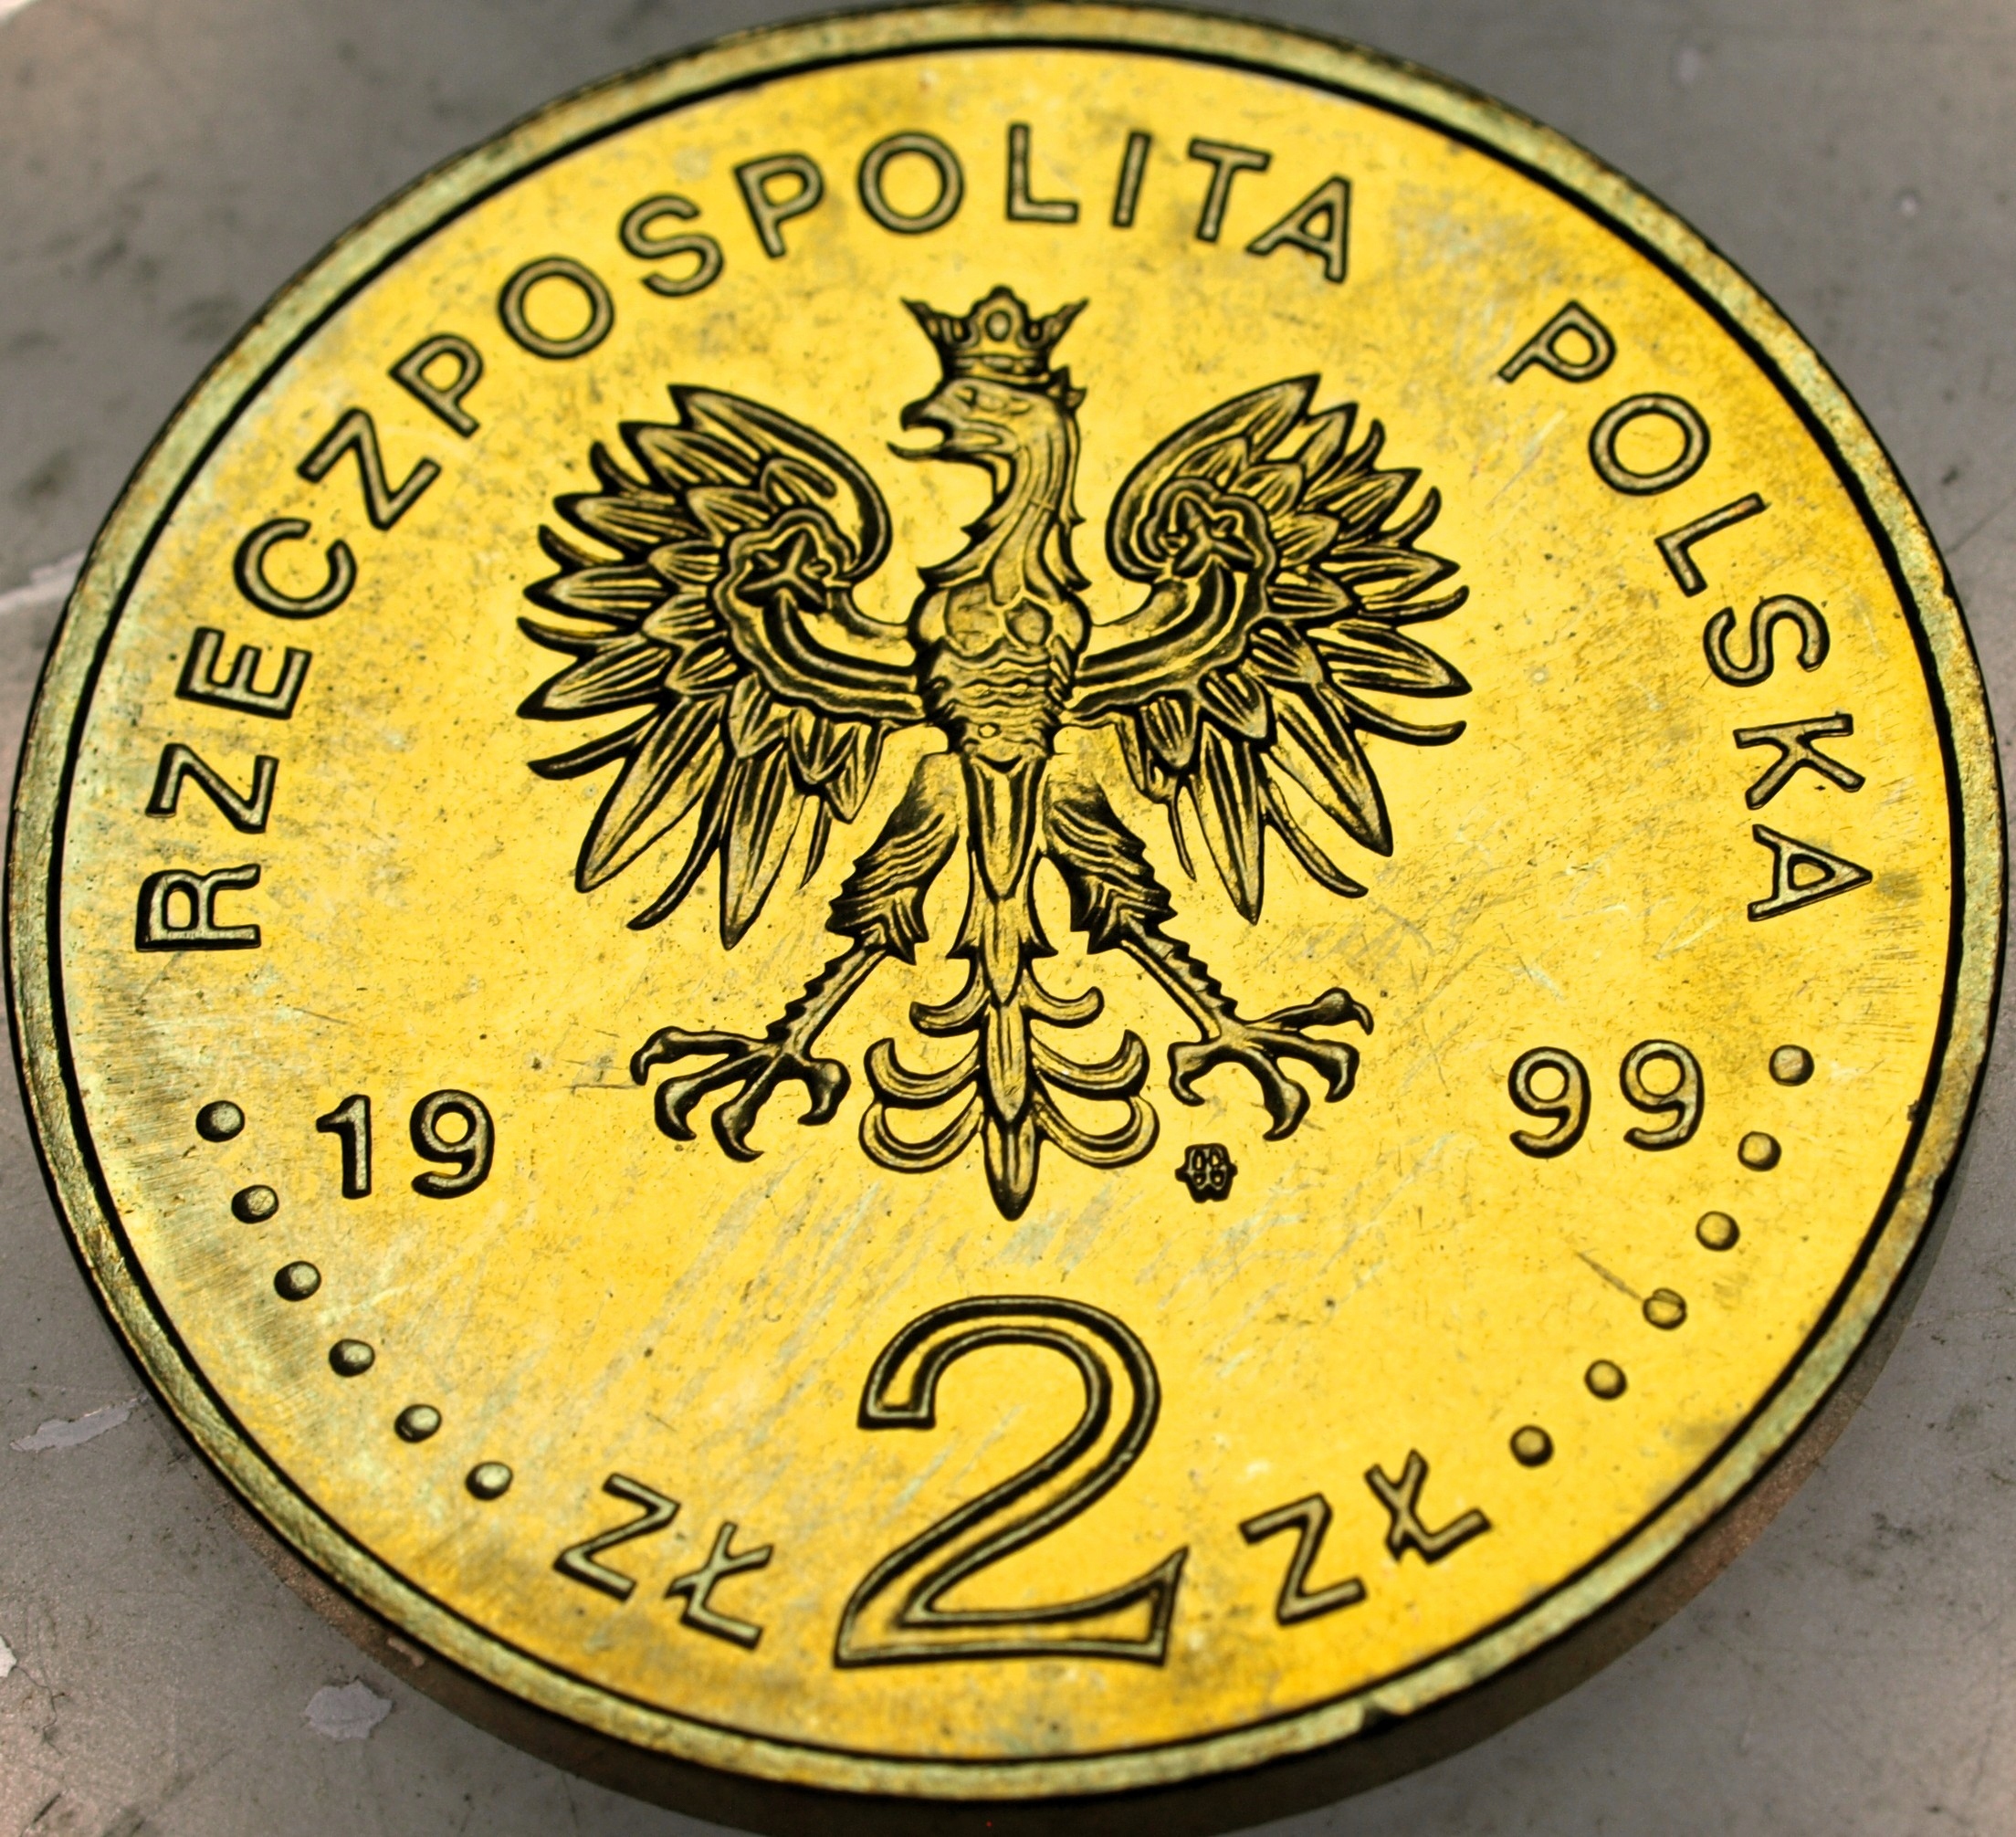 RZECZPOSPOLITA POLSKA
19 99
ZŁ 2 ZŁ